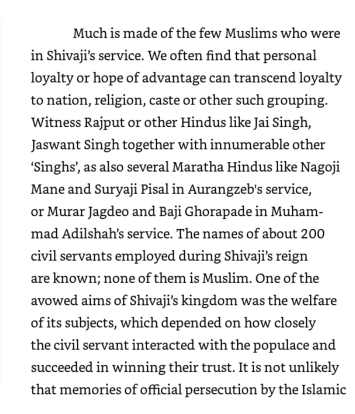 Much is made of the few Muslims who were
in Shivaji’s service. We often find that personal
loyalty or hope of advantage can transcend loyalty
to nation, religion, caste or other such grouping.
Witness Rajput or other Hindus like Jai Singh,
Jaswant Singh together with innumerable other
‘Singhs’, as also several Maratha Hindus like Nagoji
Mane and Suryaji Pisal in Aurangzeb's service,
or Murar Jagdeo and Baji Ghorapade in Muham-
mad Adilshah’s service. The names of about 200
civil servants employed during Shivaji’s reign
are known; none of them is Muslim. One of the
avowed aims of Shivaji’s kingdom was the welfare
of its subjects, which depended on how closely
the civil servant interacted with the populace and
succeeded in winning their trust. It is not unlikely
that memories of official persecution by the Islamic